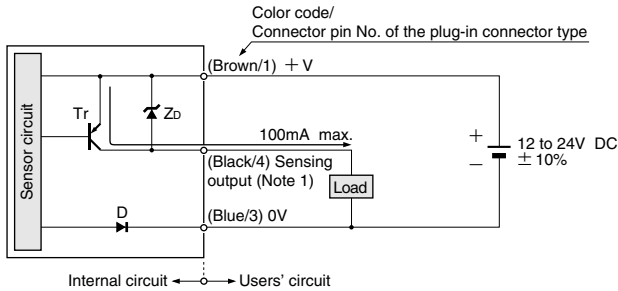 Color code/
Connector pin No. of the plug-in connector type
(Brown/1) +V
Sensor circuit
Tr
ZD
100mA max.
+
12 to 24V DC
−
±10%
(Black/4) Sensing
output (Note 1)
Load
D
(Blue/3) 0V
Internal circuit
Users' circuit